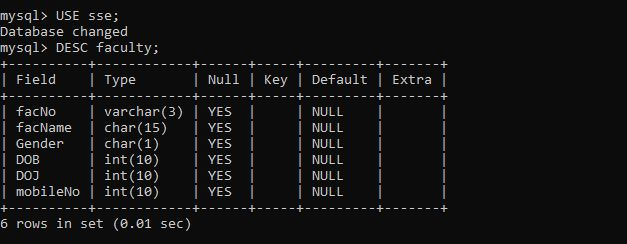 mysql> USE sse;
Database changed
mysql> DESC faculty;
+----------+------------+------+-----+---------+-------+
| Field    | Type       | Null | Key | Default | Extra |
+----------+------------+------+-----+---------+-------+
| facNo    | varchar(3) | YES  |     | NULL    |       |
| facName  | char(15)   | YES  |     | NULL    |       |
| Gender   | char(1)    | YES  |     | NULL    |       |
| DOB      | int(10)    | YES  |     | NULL    |       |
| DOJ      | int(10)    | YES  |     | NULL    |       |
| mobileNo | int(10)    | YES  |     | NULL    |       |
+----------+------------+------+-----+---------+-------+
6 rows in set (0.01 sec)